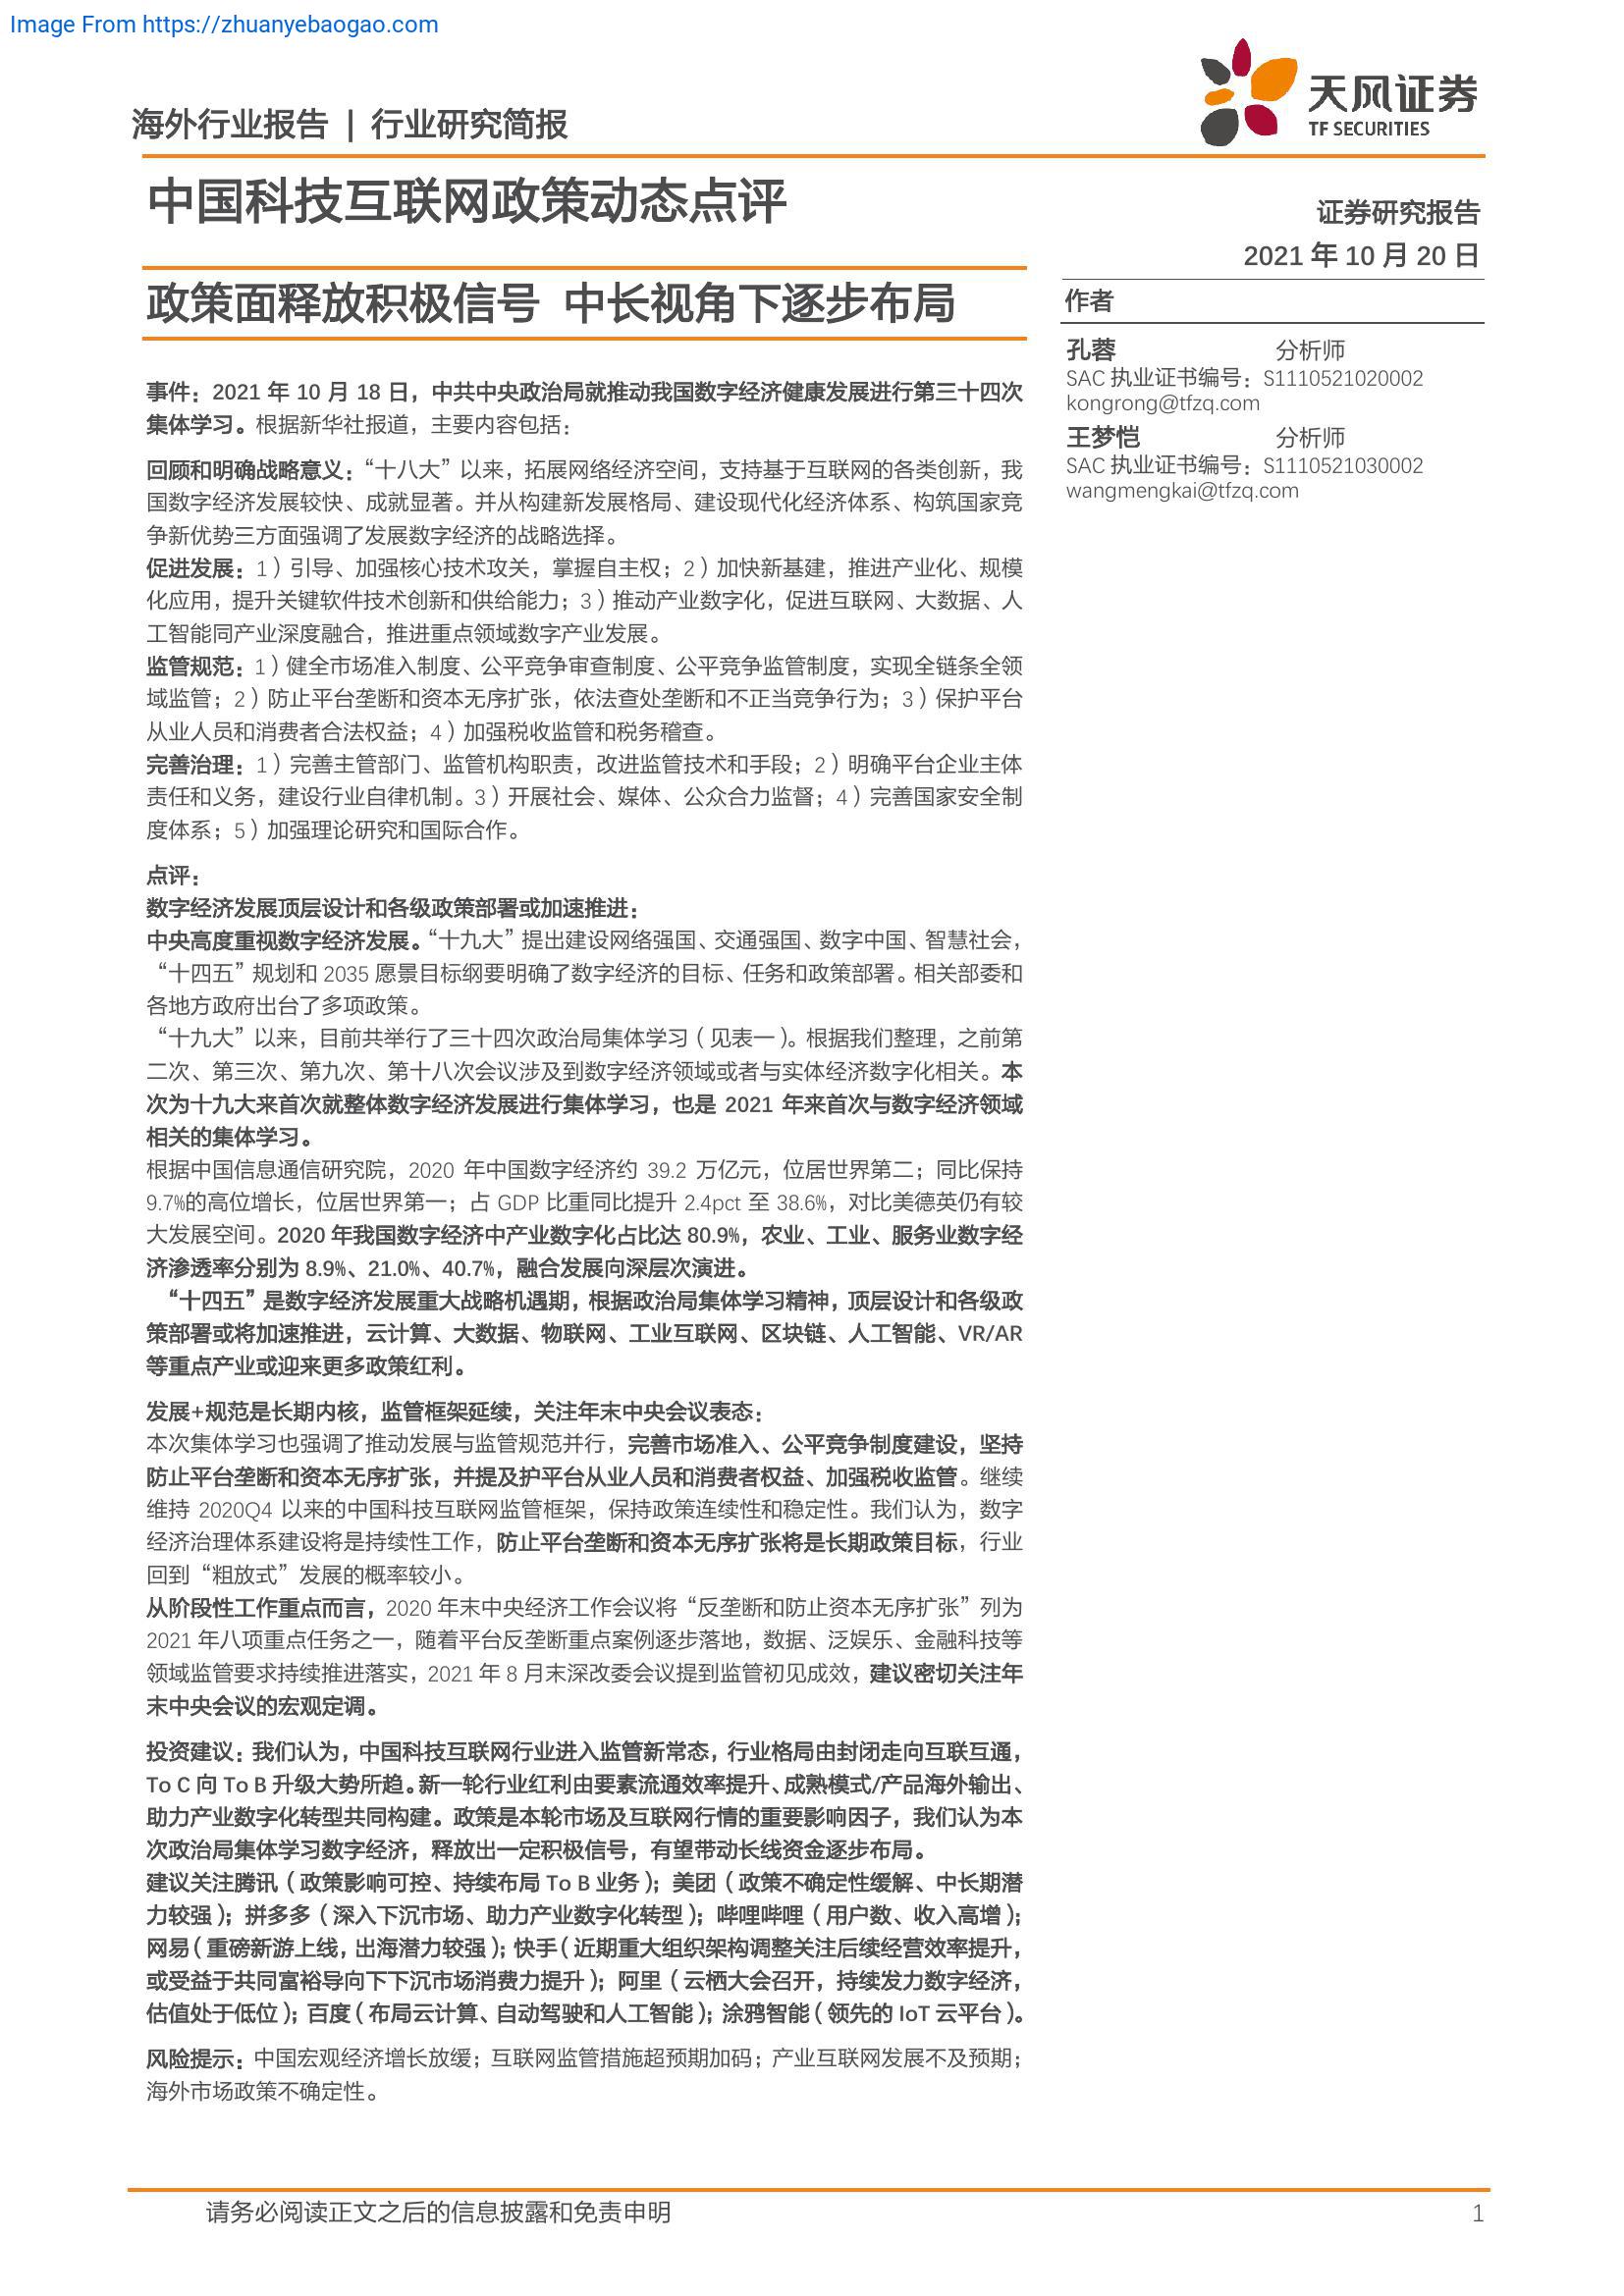 Image From https://zhuanyebaogao.com
海外行业报告 | 行业研究简报
天风证券
TF SECURITIES
中国科技互联网政策动态点评
证券研究报告
2021 年 10 月 20 日
政策面释放积极信号 中长视角下逐步布局
作者
孔蓉 分析师
SAC 执业证书编号：S1110521020002
kongrong@tfzq.com
王梦恺 分析师
SAC 执业证书编号：S1110521030002
wangmengkai@tfzq.com
事件：2021 年 10 月 18 日，中共中央政治局就推动我国数字经济健康发展进行第三十四次
集体学习。根据新华社报道，主要内容包括：
回顾和明确战略意义：“十八大”以来，拓展网络经济空间，支持基于互联网的各类创新，我
国数字经济发展较快、成就显著。并从构建新发展格局、建设现代化经济体系、构筑国家竞
争新优势三方面强调了发展数字经济的战略选择。
促进发展：1）引导、加强核心技术攻关，掌握自主权；2）加快新基建，推进产业化、规模
化应用，提升关键软件技术创新和供给能力；3）推动产业数字化，促进互联网、大数据、人
工智能同产业深度融合，推进重点领域数字产业发展。
监管规范：1）健全市场准入制度、公平竞争审查制度、公平竞争监管制度，实现全链条全领
域监管；2）防止平台垄断和资本无序扩张，依法查处垄断和不正当竞争行为；3）保护平台
从业人员和消费者合法权益；4）加强税收监管和税务稽查。
完善治理：1）完善主管部门、监管机构职责，改进监管技术和手段；2）明确平台企业主体
责任和义务，建设行业自律机制。3）开展社会、媒体、公众合力监督；4）完善国家安全制
度体系；5）加强理论研究和国际合作。
点评：
数字经济发展顶层设计和各级政策部署或加速推进：
中央高度重视数字经济发展。“十九大”提出建设网络强国、交通强国、数字中国、智慧社会，
“十四五”规划和 2035 愿景目标纲要明确了数字经济的目标、任务和政策部署。相关部委和
各地方政府出台了多项政策。
“十九大”以来，目前共举行了三十四次政治局集体学习（见表一）。根据我们整理，之前第
二次、第三次、第九次、第十八次会议涉及到数字经济领域或者与实体经济数字化相关。本
次为十九大来首次就整体数字经济发展进行集体学习，也是 2021 年来首次与数字经济领域
相关的集体学习。
根据中国信息通信研究院，2020 年中国数字经济约 39.2 万亿元，位居世界第二；同比保持
9.7%的高位增长，位居世界第一；占 GDP 比重同比提升 2.4pct 至 38.6%，对比美德英仍有较
大发展空间。2020 年我国数字经济中产业数字化占比达 80.9%，农业、工业、服务业数字经
济渗透率分别为 8.9%、21.0%、40.7%，融合发展向深层次演进。
“十四五”是数字经济发展重大战略机遇期，根据政治局集体学习精神，顶层设计和各级政
策部署或将加速推进，云计算、大数据、物联网、工业互联网、区块链、人工智能、VR/AR
等重点产业或迎来更多政策红利。
发展+规范是长期内核，监管框架延续，关注年末中央会议表态：
本次集体学习也强调了推动发展与监管规范并行，完善市场准入、公平竞争制度建设，坚持
防止平台垄断和资本无序扩张，并提及护平台从业人员和消费者权益、加强税收监管。继续
维持 2020Q4 以来的中国科技互联网监管框架，保持政策连续性和稳定性。我们认为，数字
经济治理体系建设将是持续性工作，防止平台垄断和资本无序扩张将是长期政策目标，行业
回到“粗放式”发展的概率较小。
从阶段性工作重点而言，2020 年末中央经济工作会议将“反垄断和防止资本无序扩张”列为
2021 年八项重点任务之一，随着平台反垄断重点案例逐步落地，数据、泛娱乐、金融科技等
领域监管要求持续推进落实，2021 年 8 月末深改委会议提到监管初见成效，建议密切关注年
末中央会议的宏观定调。
投资建议：我们认为，中国科技互联网行业进入监管新常态，行业格局由封闭走向互联互通，
To C 向 To B 升级大势所趋。新一轮行业红利由要素流通效率提升、成熟模式/产品海外输出、
助力产业数字化转型共同构建。政策是本轮市场及互联网行情的重要影响因子，我们认为本
次政治局集体学习数字经济，释放出一定积极信号，有望带动长线资金逐步布局。
建议关注腾讯（政策影响可控、持续布局 To B 业务）；美团（政策不确定性缓解、中长期潜
力较强）；拼多多（深入下沉市场、助力产业数字化转型）；哔哩哔哩（用户数、收入高增）；
网易（重磅新游上线，出海潜力较强）；快手（近期重大组织架构调整关注后续经营效率提升，
或受益于共同富裕导向下下沉市场消费力提升）；阿里（云栖大会召开，持续发力数字经济，
估值处于低位）；百度（布局云计算、自动驾驶和人工智能）；涂鸦智能（领先的 IoT 云平台）。
风险提示：中国宏观经济增长放缓；互联网监管措施超预期加码；产业互联网发展不及预期；
海外市场政策不确定性。
请务必阅读正文之后的信息披露和免责申明 1